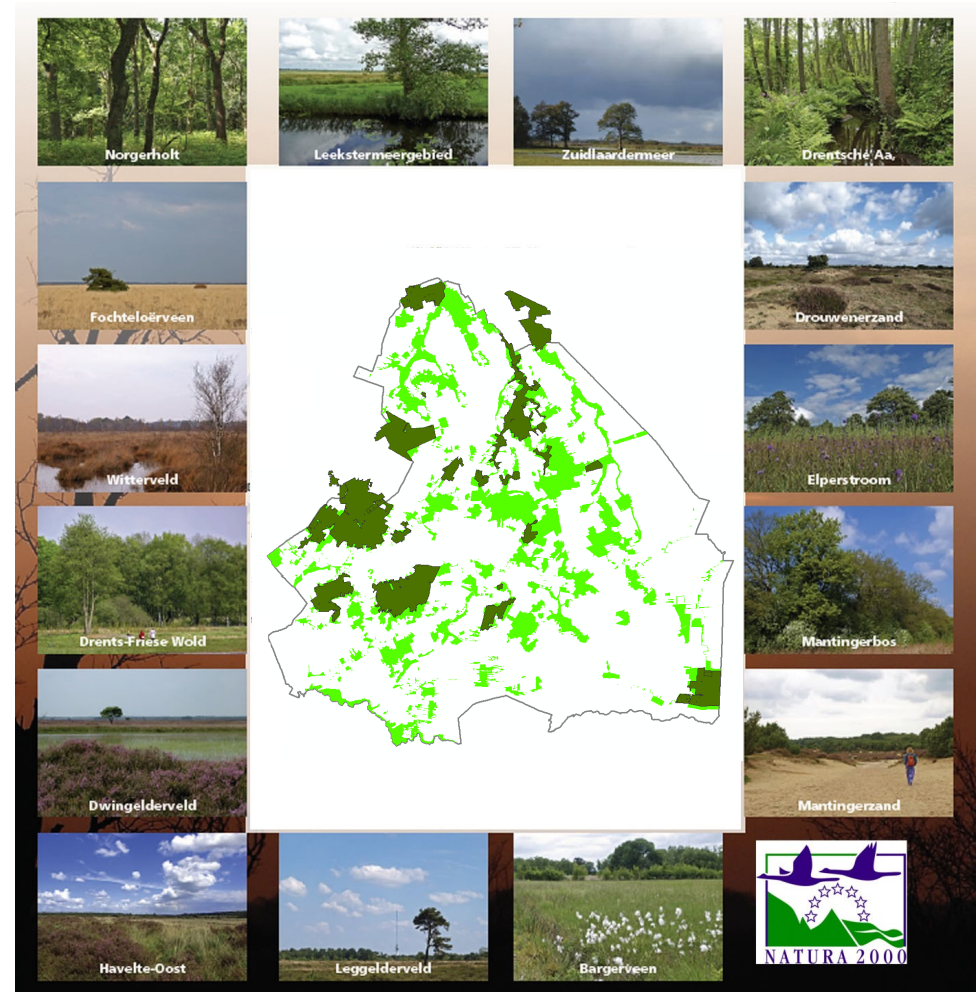 Norgerholt
Leekstermeergebied
Zuidlaardermeer
Drentsche Aa,
Fochteloërveen
Drouwenerzand
Witterveld
Elperstroom
Drents-Friese Wold
Mantingerbos
Dwingelderveld
Mantingerzand
Havelte-Oost
Leggelderveld
Bargerveen
NATURA 2000